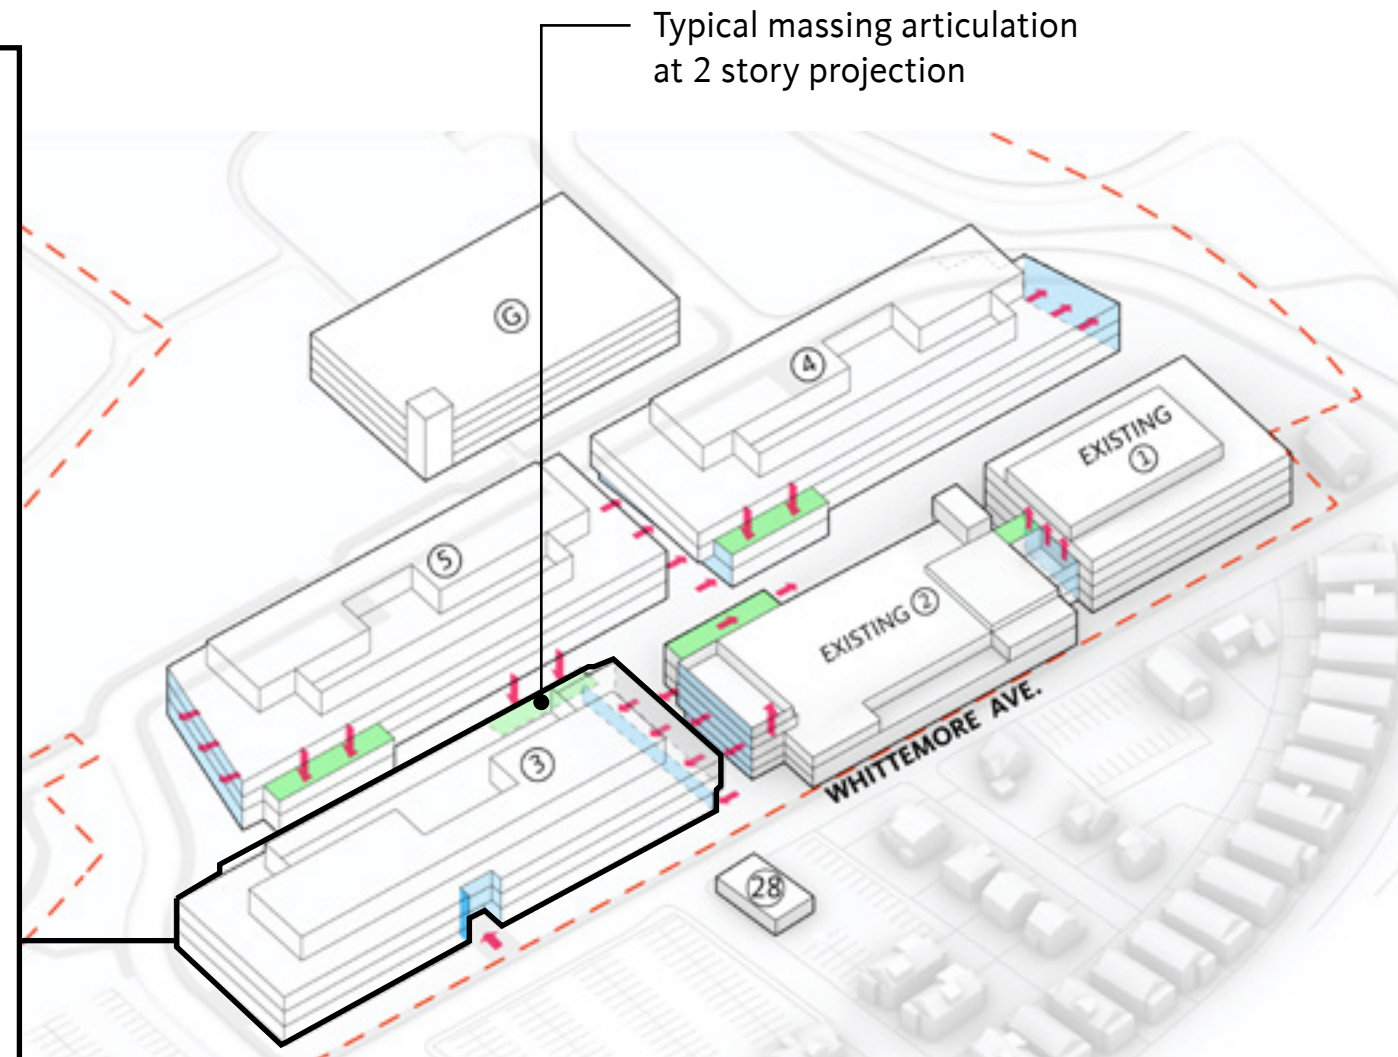 Typical massing articulation
at 2 story projection
G
4
EXISTING
1
5
EXISTING 2
3
WHITTEMORE AVE.
28